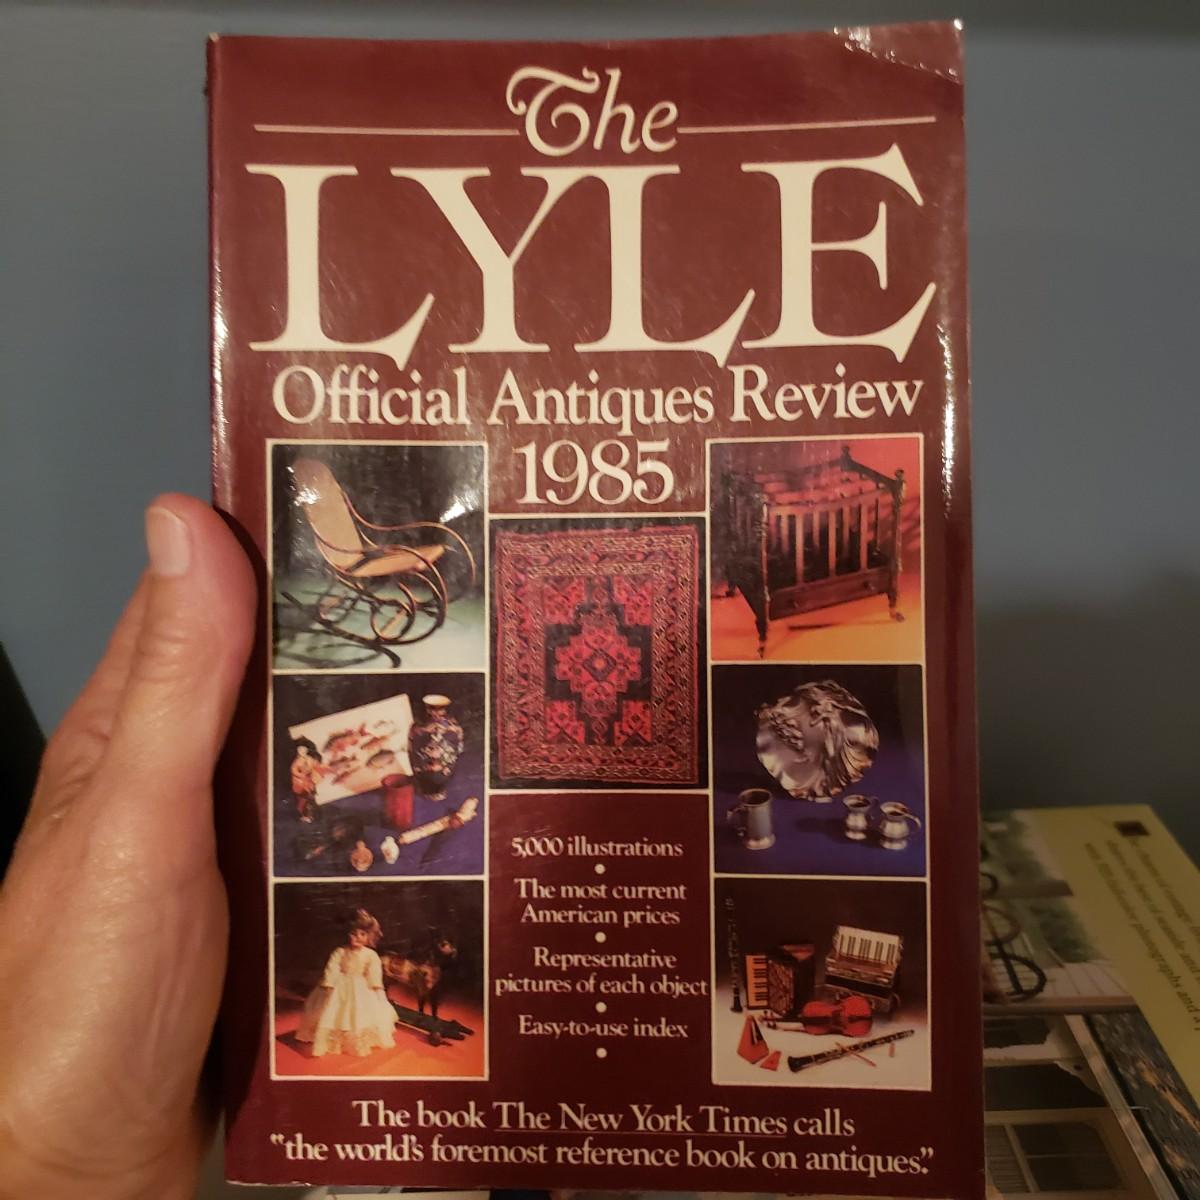 The
LYLE
Official Antiques Review
1985
5,000 illustrations
•
The most current
American prices
•
Representative
pictures of each object
•
Easy-to-use index
•
The book The New York Times calls
"the world's foremost reference book on antiques."